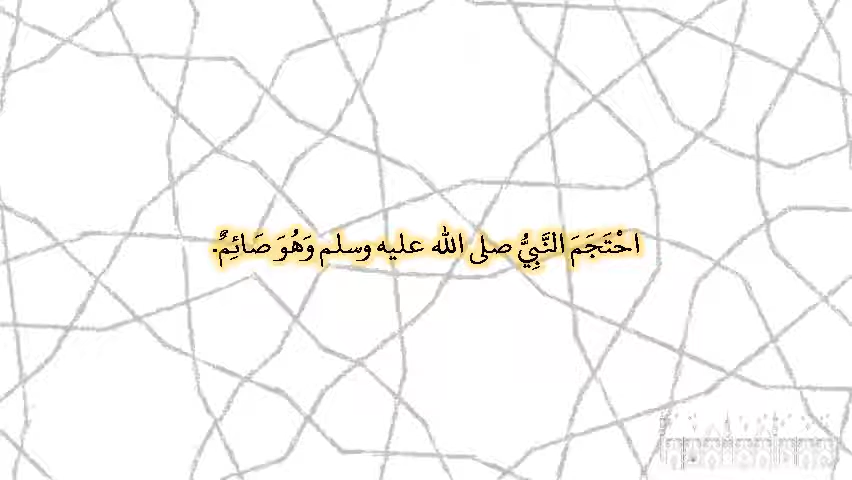 احْتَجَمَ النَّبِيُّ صلى الله عليه وسلم وَهُوَ صَائِمٌ.